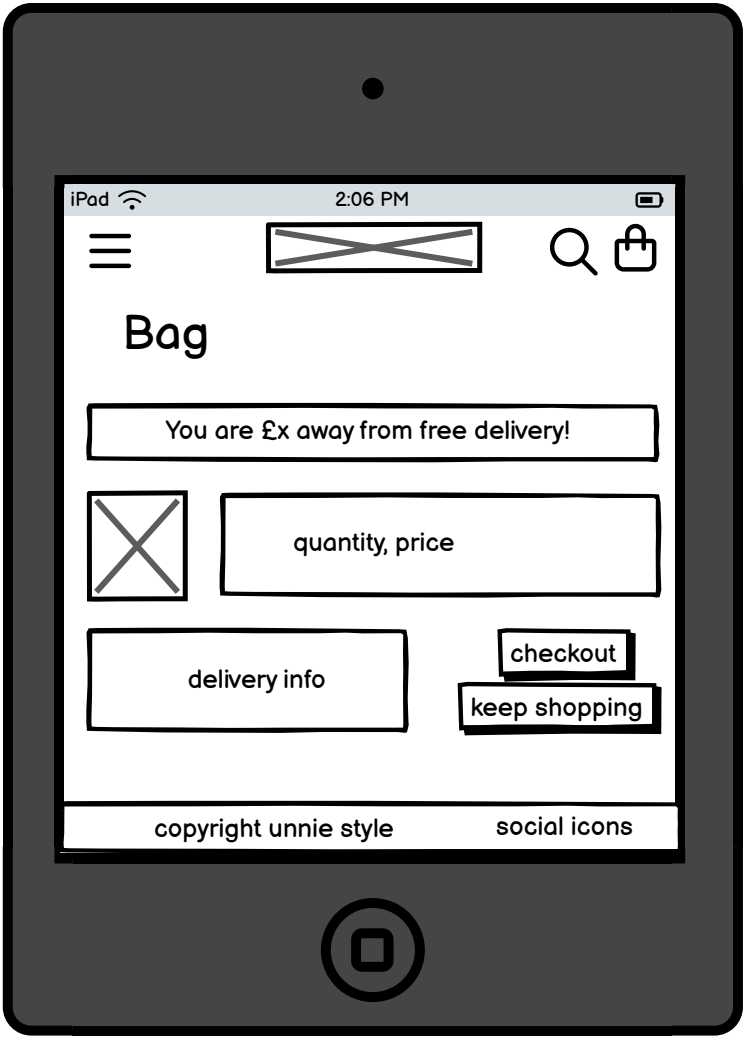 iPad 2:06 PM
Bag
You are £x away from free delivery!
quantity, price
delivery info
checkout
keep shopping
copyright unnie style
social icons